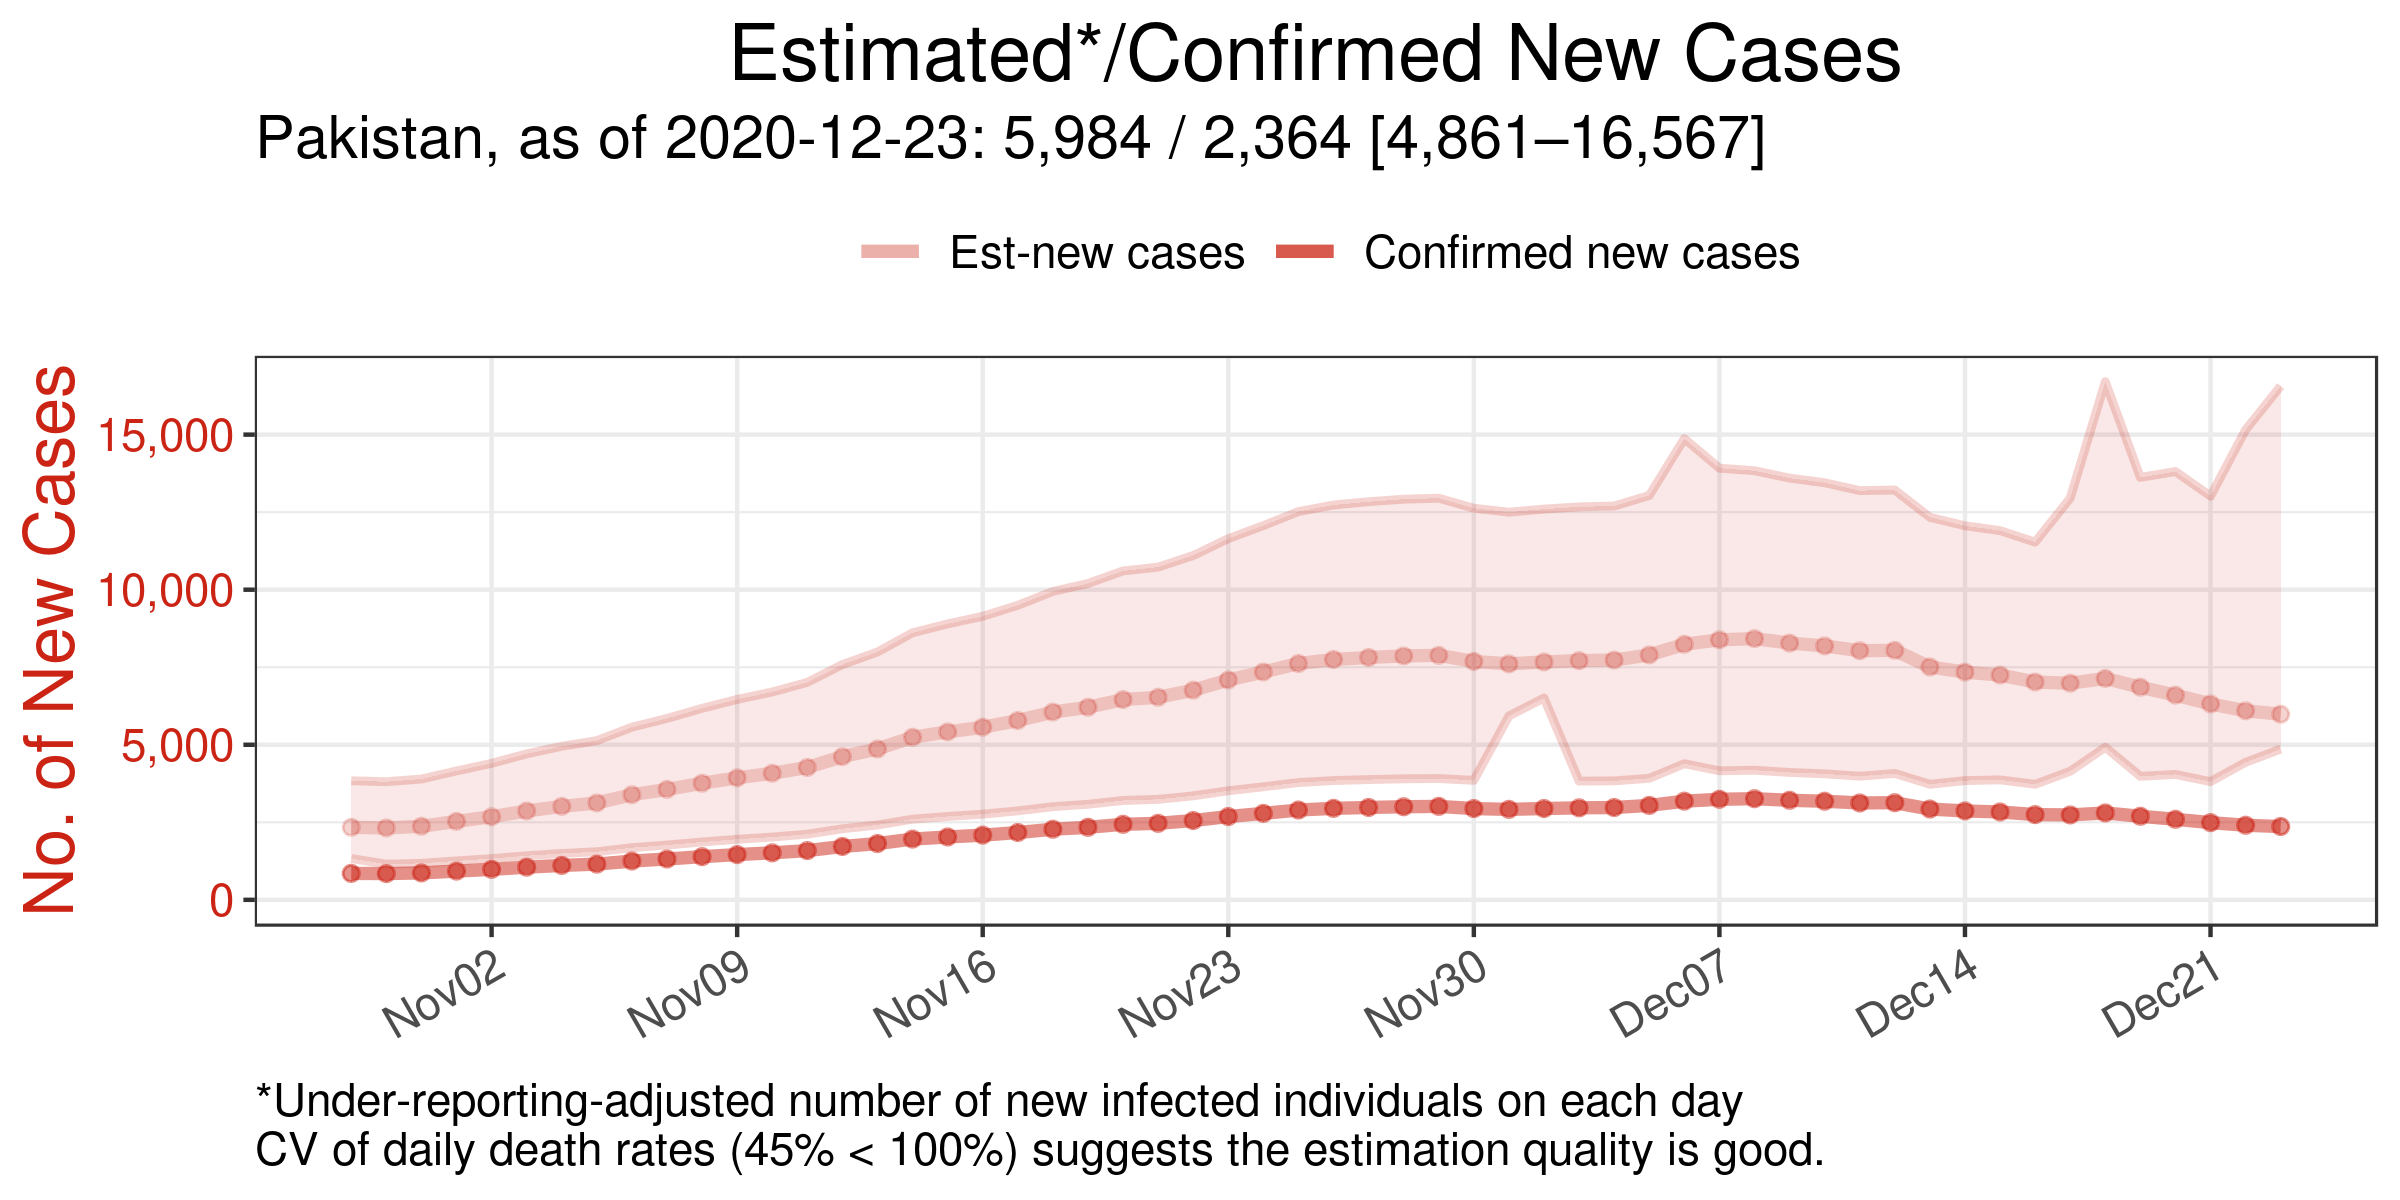 Estimated*/Confirmed New Cases
Pakistan, as of 2020-12-23: 5,984 / 2,364 [4,861–16,567]
Est-new cases Confirmed new cases
No. of New Cases
15,000
10,000
5,000
0
Nov02 Nov09 Nov16 Nov23 Nov30 Dec07 Dec14 Dec21
*Under-reporting-adjusted number of new infected individuals on each day
CV of daily death rates (45% < 100%) suggests the estimation quality is good.